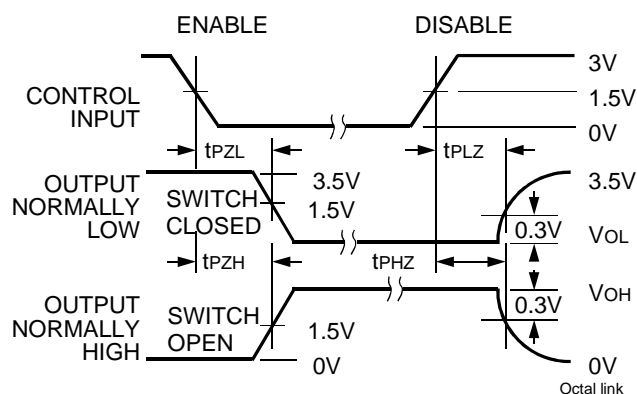 ENABLE
DISABLE
CONTROL
INPUT
3V
1.5V
0V
tPZL
tPLZ
OUTPUT
NORMALLY
LOW
SWITCH
CLOSED
3.5V
1.5V
3.5V
0.3V
VOL
tPZH
tPHZ
OUTPUT
NORMALLY
HIGH
SWITCH
OPEN
1.5V
0V
0.3V
VOH
0V
Octal link